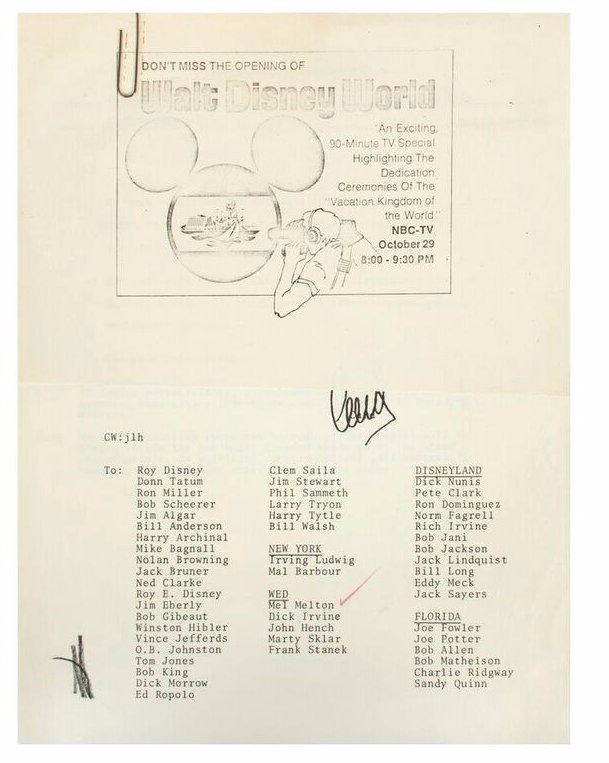 DON'T MISS THE OPENING OF
Walt Disney World
"An Exciting,
90-Minute TV Special
Highlighting The
Dedication
Ceremonies Of The
"Vacation Kingdom of
the World."
NBC-TV
October 29
8:00 - 9:30 PM
CW:jlh
To: Roy Disney
Donn Tatum
Ron Miller
Bob Scheerer
Jim Algar
Bill Anderson
Harry Archinal
Mike Bagnall
Nolan Browning
Jack Bruner
Ned Clarke
Roy E. Disney
Jim Eberly
Bob Gibeaut
Winston Hibler
Vince Jefferds
O.B. Johnston
Tom Jones
Bob King
Dick Morrow
Ed Ropolo
Clem Saila
Jim Stewart
Phil Sammeth
Larry Tryon
Harry Tytle
Bill Walsh
NEW YORK
Irving Ludwig
Mal Barbour
WED
Mel Melton
Dick Irvine
John Hench
Marty Sklar
Frank Stanek
DISNEYLAND
Dick Nunis
Pete Clark
Ron Dominguez
Norm Fagrell
Rich Irvine
Bob Jani
Bob Jackson
Jack Lindquist
Bill Long
Eddy Meck
Jack Sayers
FLORIDA
Joe Fowler
Joe Potter
Bob Allen
Bob Matheison
Charlie Ridgway
Sandy Quinn